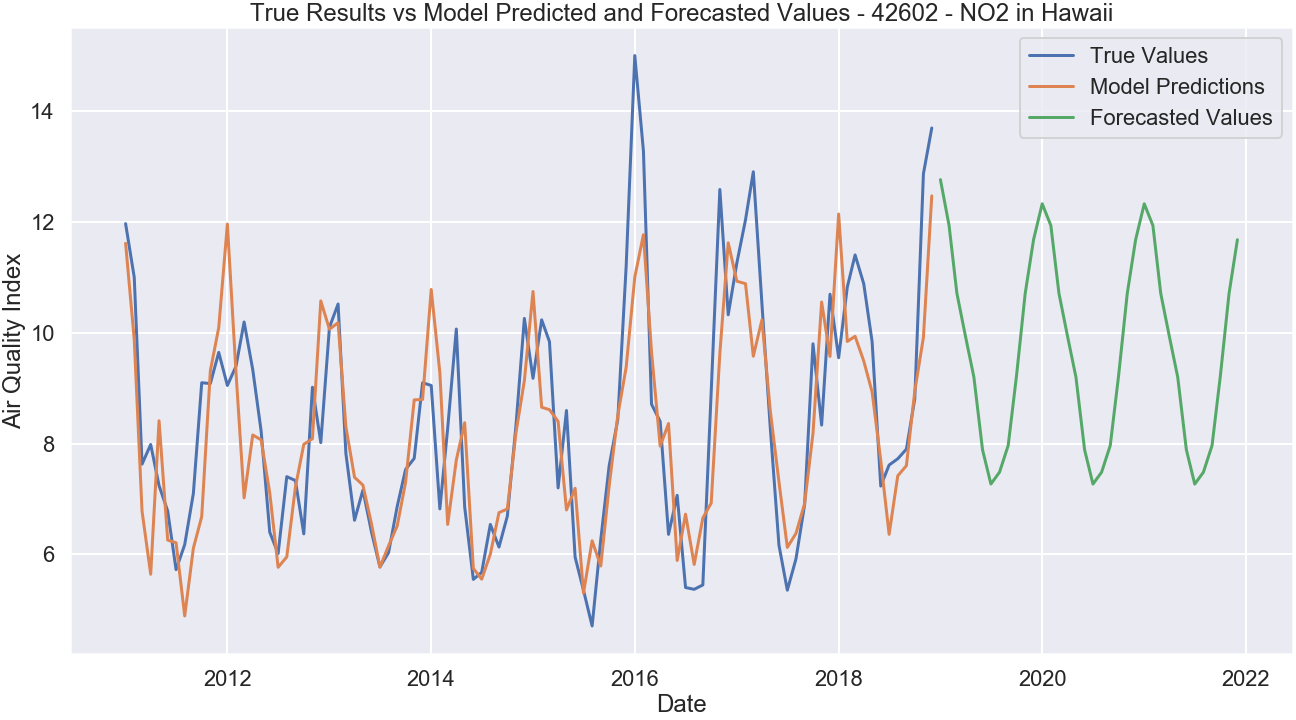 True Results vs Model Predicted and Forecasted Values - 42602 - NO2 in Hawaii
True Values
Model Predictions
Forecasted Values
Air Quality Index
14
12
10
8
6
2012 2014 2016 2018 2020 2022
Date